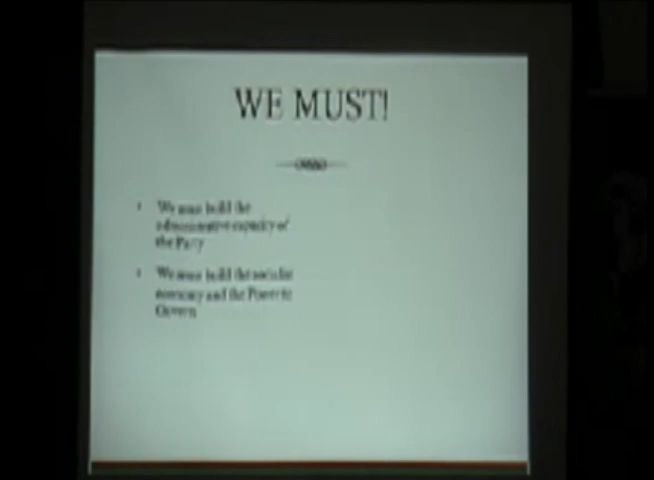 WE MUST!
We must build the
administrative capacity of
the Party
We must build the socialist
economy and the Power to
Govern